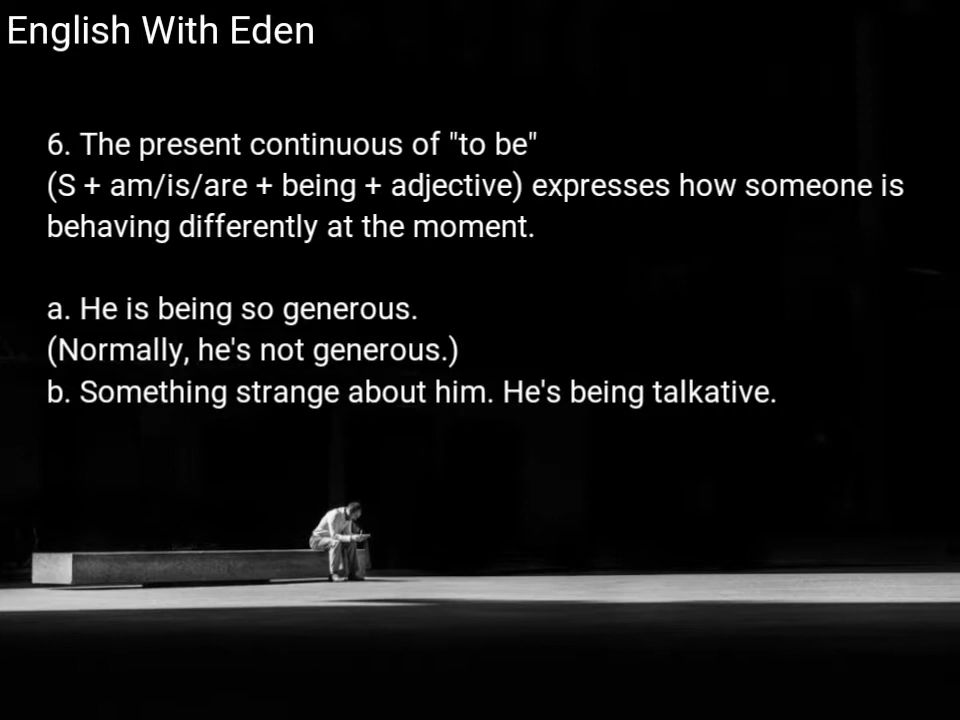 English With Eden
6. The present continuous of "to be"
(S + am/is/are + being + adjective) expresses how someone is
behaving differently at the moment.
a. He is being so generous.
(Normally, he's not generous.)
b. Something strange about him. He's being talkative.